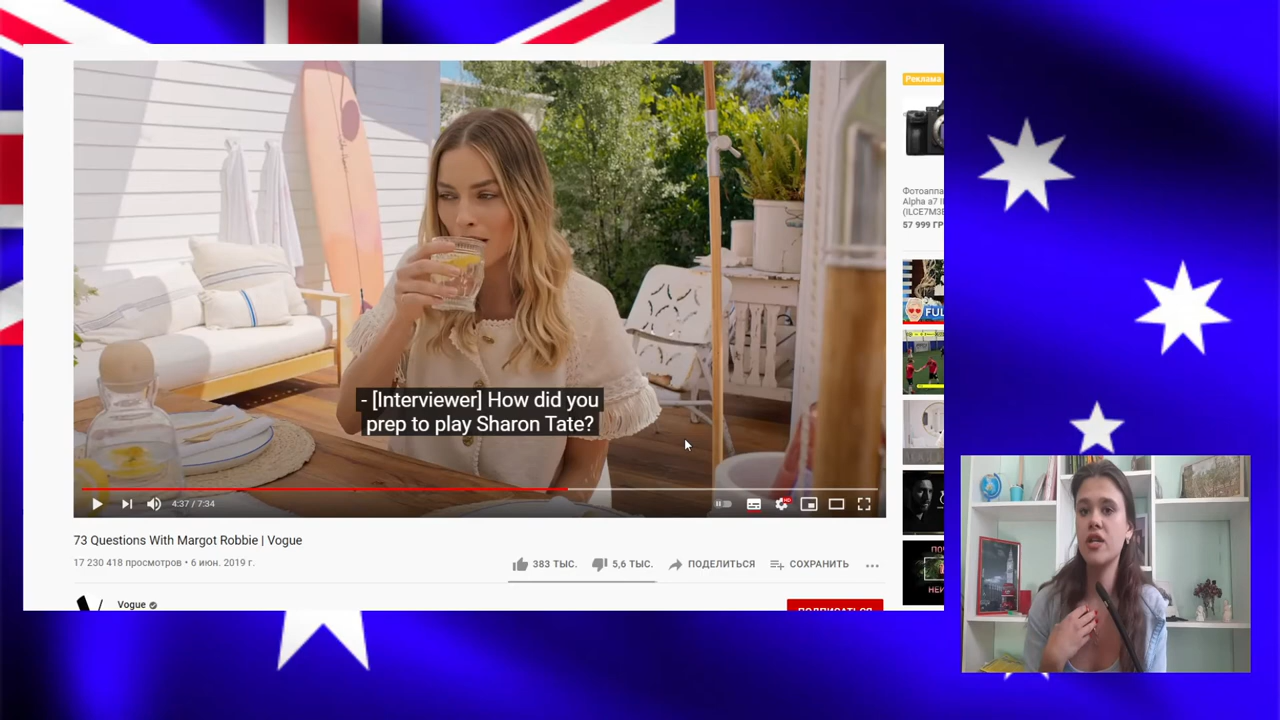 Реклама
- [Interviewer] How did you
prep to play Sharon Tate?
4:37 / 7:34
HD
73 Questions With Margot Robbie | Vogue
17 230 418 просмотров • 6 июн. 2019 г.
383 ТЫС.
5,6 ТЫС.
ПОДЕЛИТЬСЯ
СОХРАНИТЬ
Vogue
ПОДПИСАТЬСЯ
Фотоаппа
Alpha a7 I
(ILCE7M3
57 999 ГР
FUL